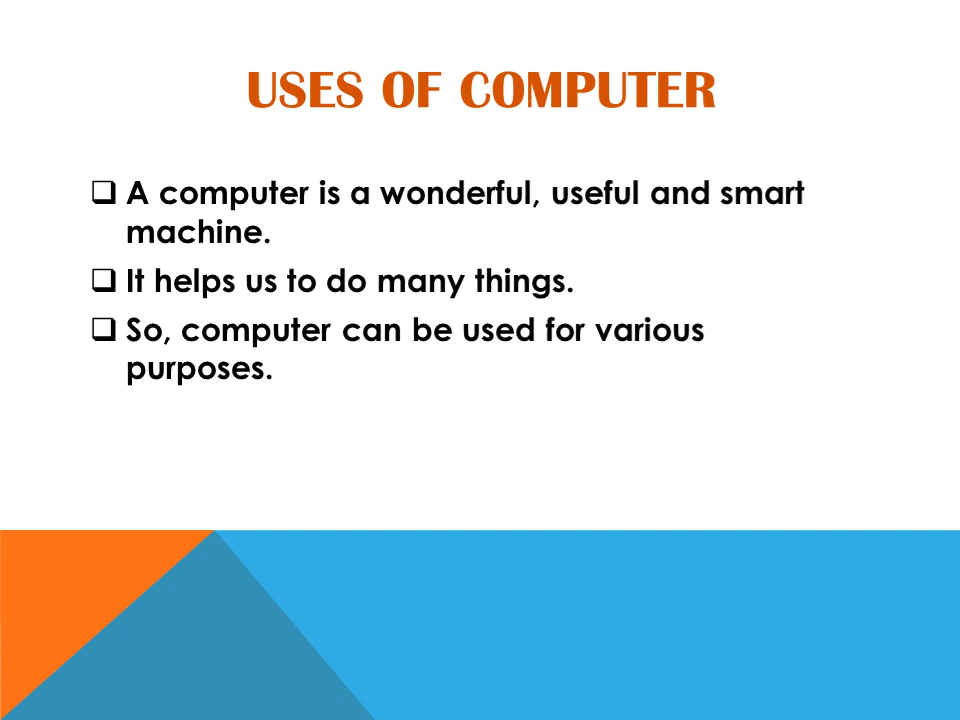 USES OF COMPUTER
❑ A computer is a wonderful, useful and smart
machine.
❑ It helps us to do many things.
❑ So, computer can be used for various
purposes.